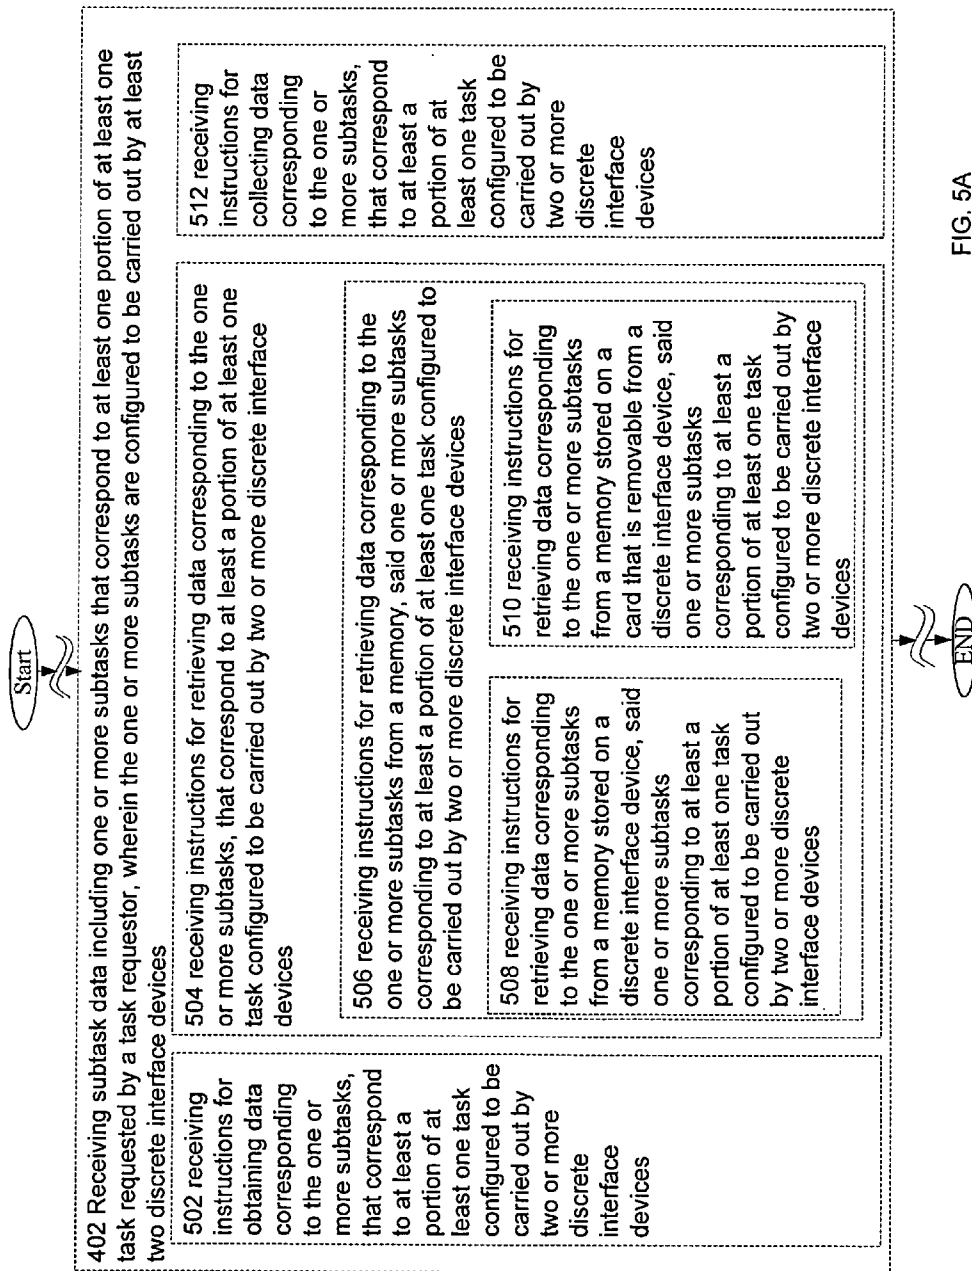 Start
402 Receiving subtask data including one or more subtasks that correspond to at least one portion of at least one
task requested by a task requestor, wherein the one or more subtasks are configured to be carried out by at least
two discrete interface devices
502 receiving
instructions for
obtaining data
corresponding
to the one or
more subtasks,
that correspond
to at least a
portion of at
least one task
configured to be
carried out by
two or more
discrete
interface
devices
504 receiving instructions for retrieving data corresponding to the one
or more subtasks, that correspond to at least a portion of at least one
task configured to be carried out by two or more discrete interface
devices
506 receiving instructions for retrieving data corresponding to the
one or more subtasks from a memory, said one or more subtasks
corresponding to at least a portion of at least one task configured to
be carried out by two or more discrete interface devices
508 receiving instructions for
retrieving data corresponding
to the one or more subtasks
from a memory stored on a
discrete interface device, said
one or more subtasks
corresponding to at least a
portion of at least one task
configured to be carried out
by two or more discrete
interface devices
510 receiving instructions for
retrieving data corresponding
to the one or more subtasks
from a memory stored on a
card that is removable from a
discrete interface device, said
one or more subtasks
corresponding to at least a
portion of at least one task
configured to be carried out by
two or more discrete interface
devices
512 receiving
instructions for
collecting data
corresponding
to the one or
more subtasks,
that correspond
to at least a
portion of at
least one task
configured to be
carried out by
two or more
discrete
interface
devices
END
FIG. 5A